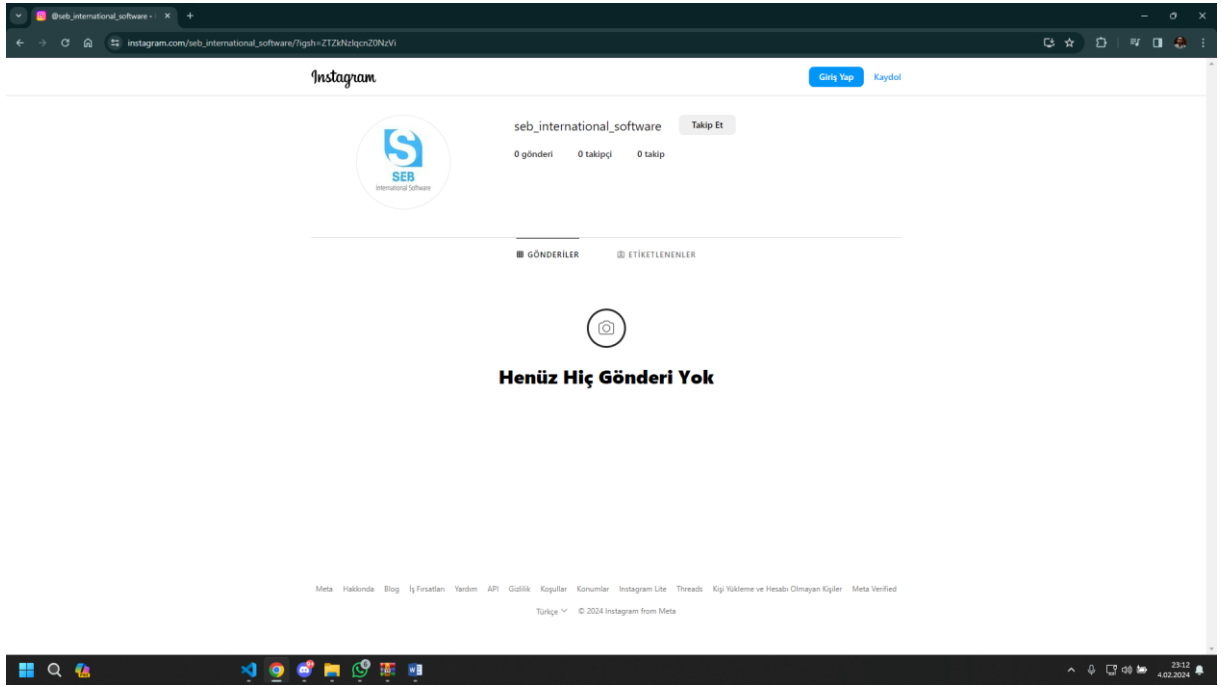 @seb_international_software •
instagram.com/seb_international_software/?igsh=ZTZkNzlqcnZ0NzVi
Instagram
Giriş Yap Kaydol
seb_international_software Takip Et
0 gönderi 0 takipçi 0 takip
S
SEB
International Software
GÖNDERİLER ETİKETLENENLER
Henüz Hiç Gönderi Yok
Meta Hakkında Blog İş Fırsatları Yardım API Gizlilik Koşullar Konumlar Instagram Lite Threads Kişi Yükleme ve Hesabı Olmayan Kişiler Meta Verified
Türkçe © 2024 Instagram from Meta
23:12
4.02.2024